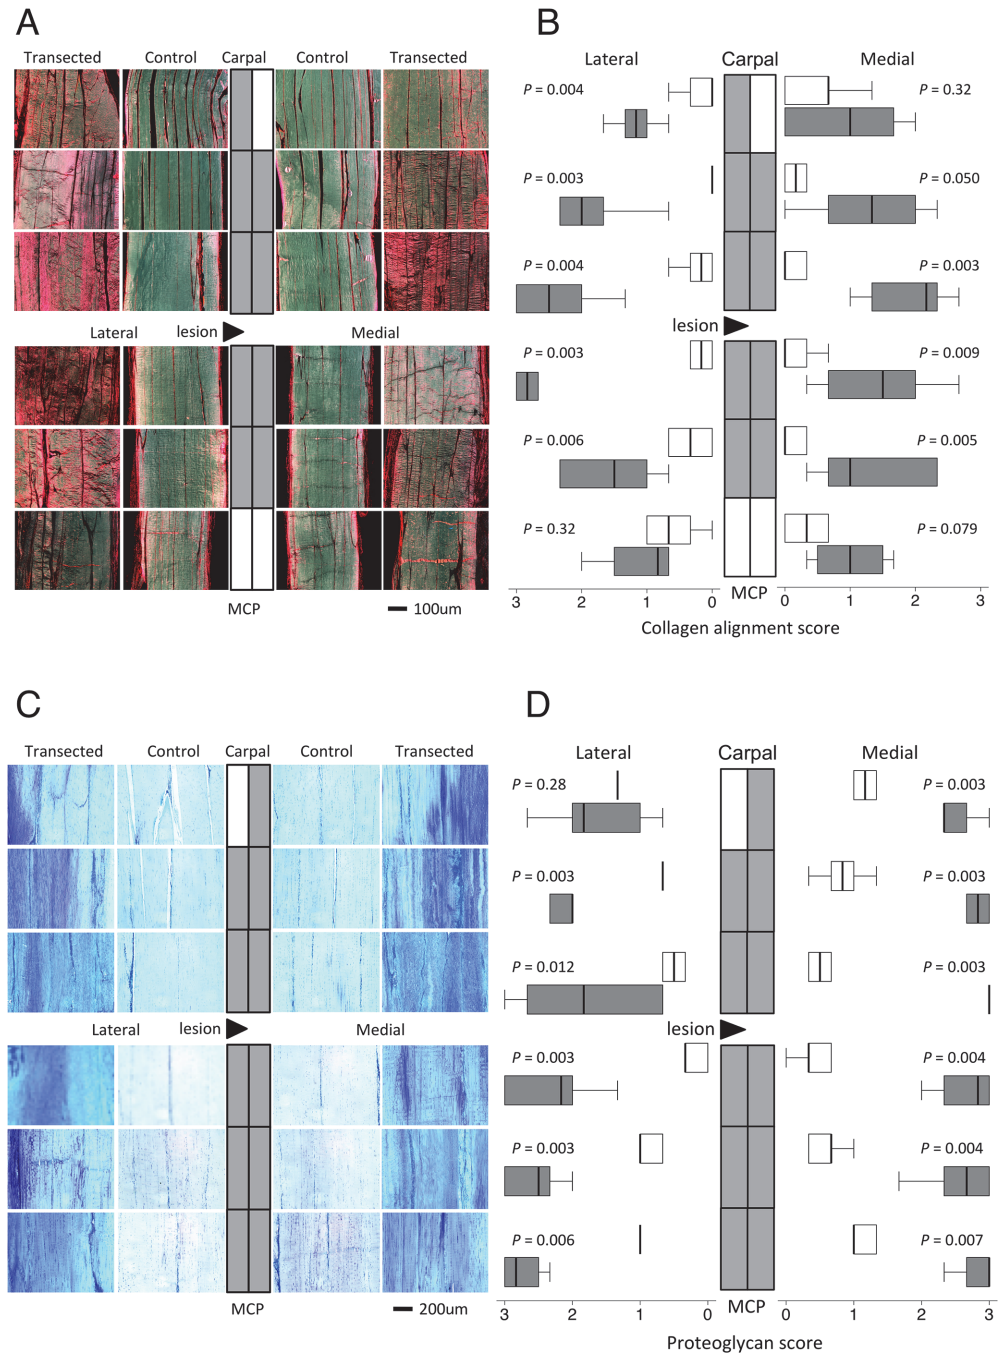 A
Transected Control Carpal Control Transected
Lateral lesion Medial
MCP 100um
B
Lateral Carpal Medial
P = 0.004 P = 0.32
P = 0.003 P = 0.050
P = 0.004 P = 0.003
lesion
P = 0.003 P = 0.009
P = 0.006 P = 0.005
P = 0.32 P = 0.079
MCP
3 2 1 0 0 1 2 3
Collagen alignment score
C
Transected Control Carpal Control Transected
Lateral lesion Medial
MCP 200um
D
Lateral Carpal Medial
P = 0.28 P = 0.003
P = 0.003 P = 0.003
P = 0.012 P = 0.003
lesion
P = 0.003 P = 0.004
P = 0.003 P = 0.004
P = 0.006 P = 0.007
MCP
3 2 1 0 0 1 2 3
Proteoglycan score